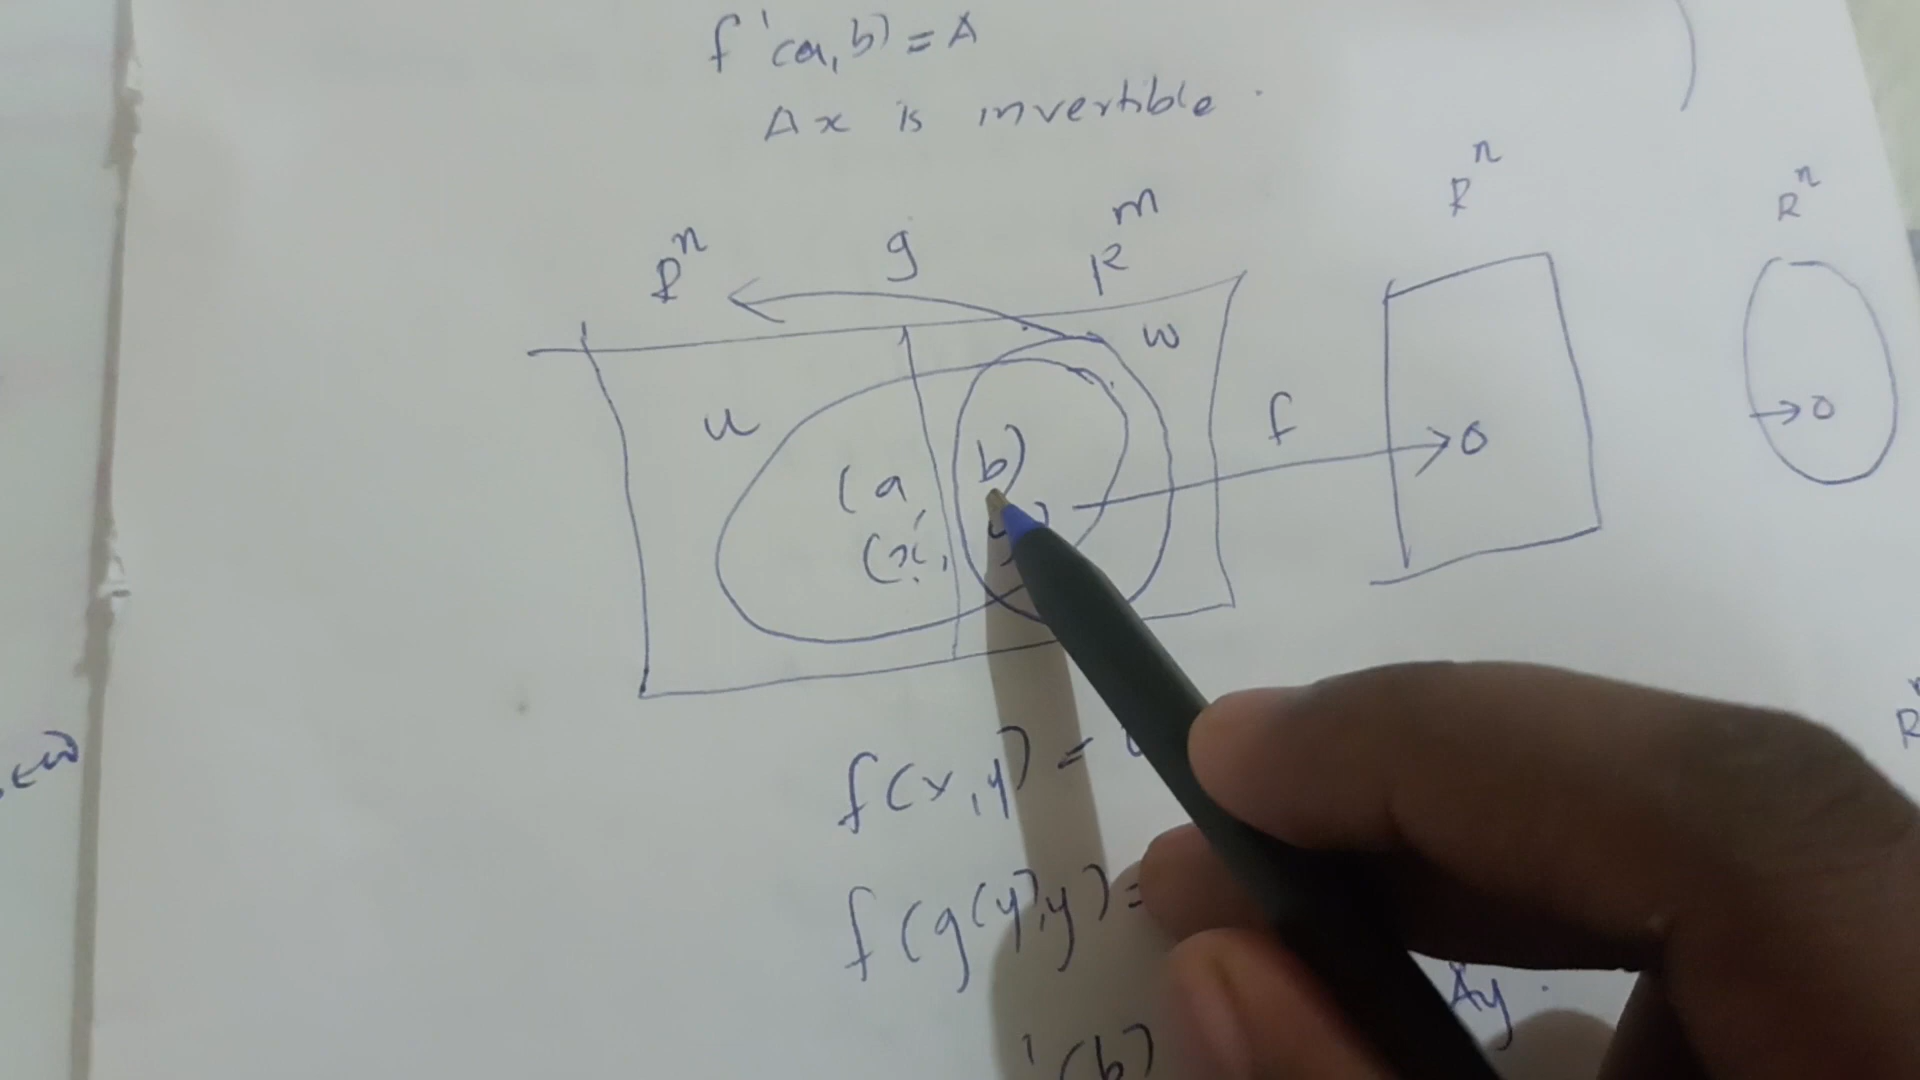 f'(a, b) = A
Ax is invertible.
R^n g R^m R^n R^n
w
u f
(a b) → 0 → 0
(x',
f(x, y) =
f(g(y), y) =
Ay.
'(b)